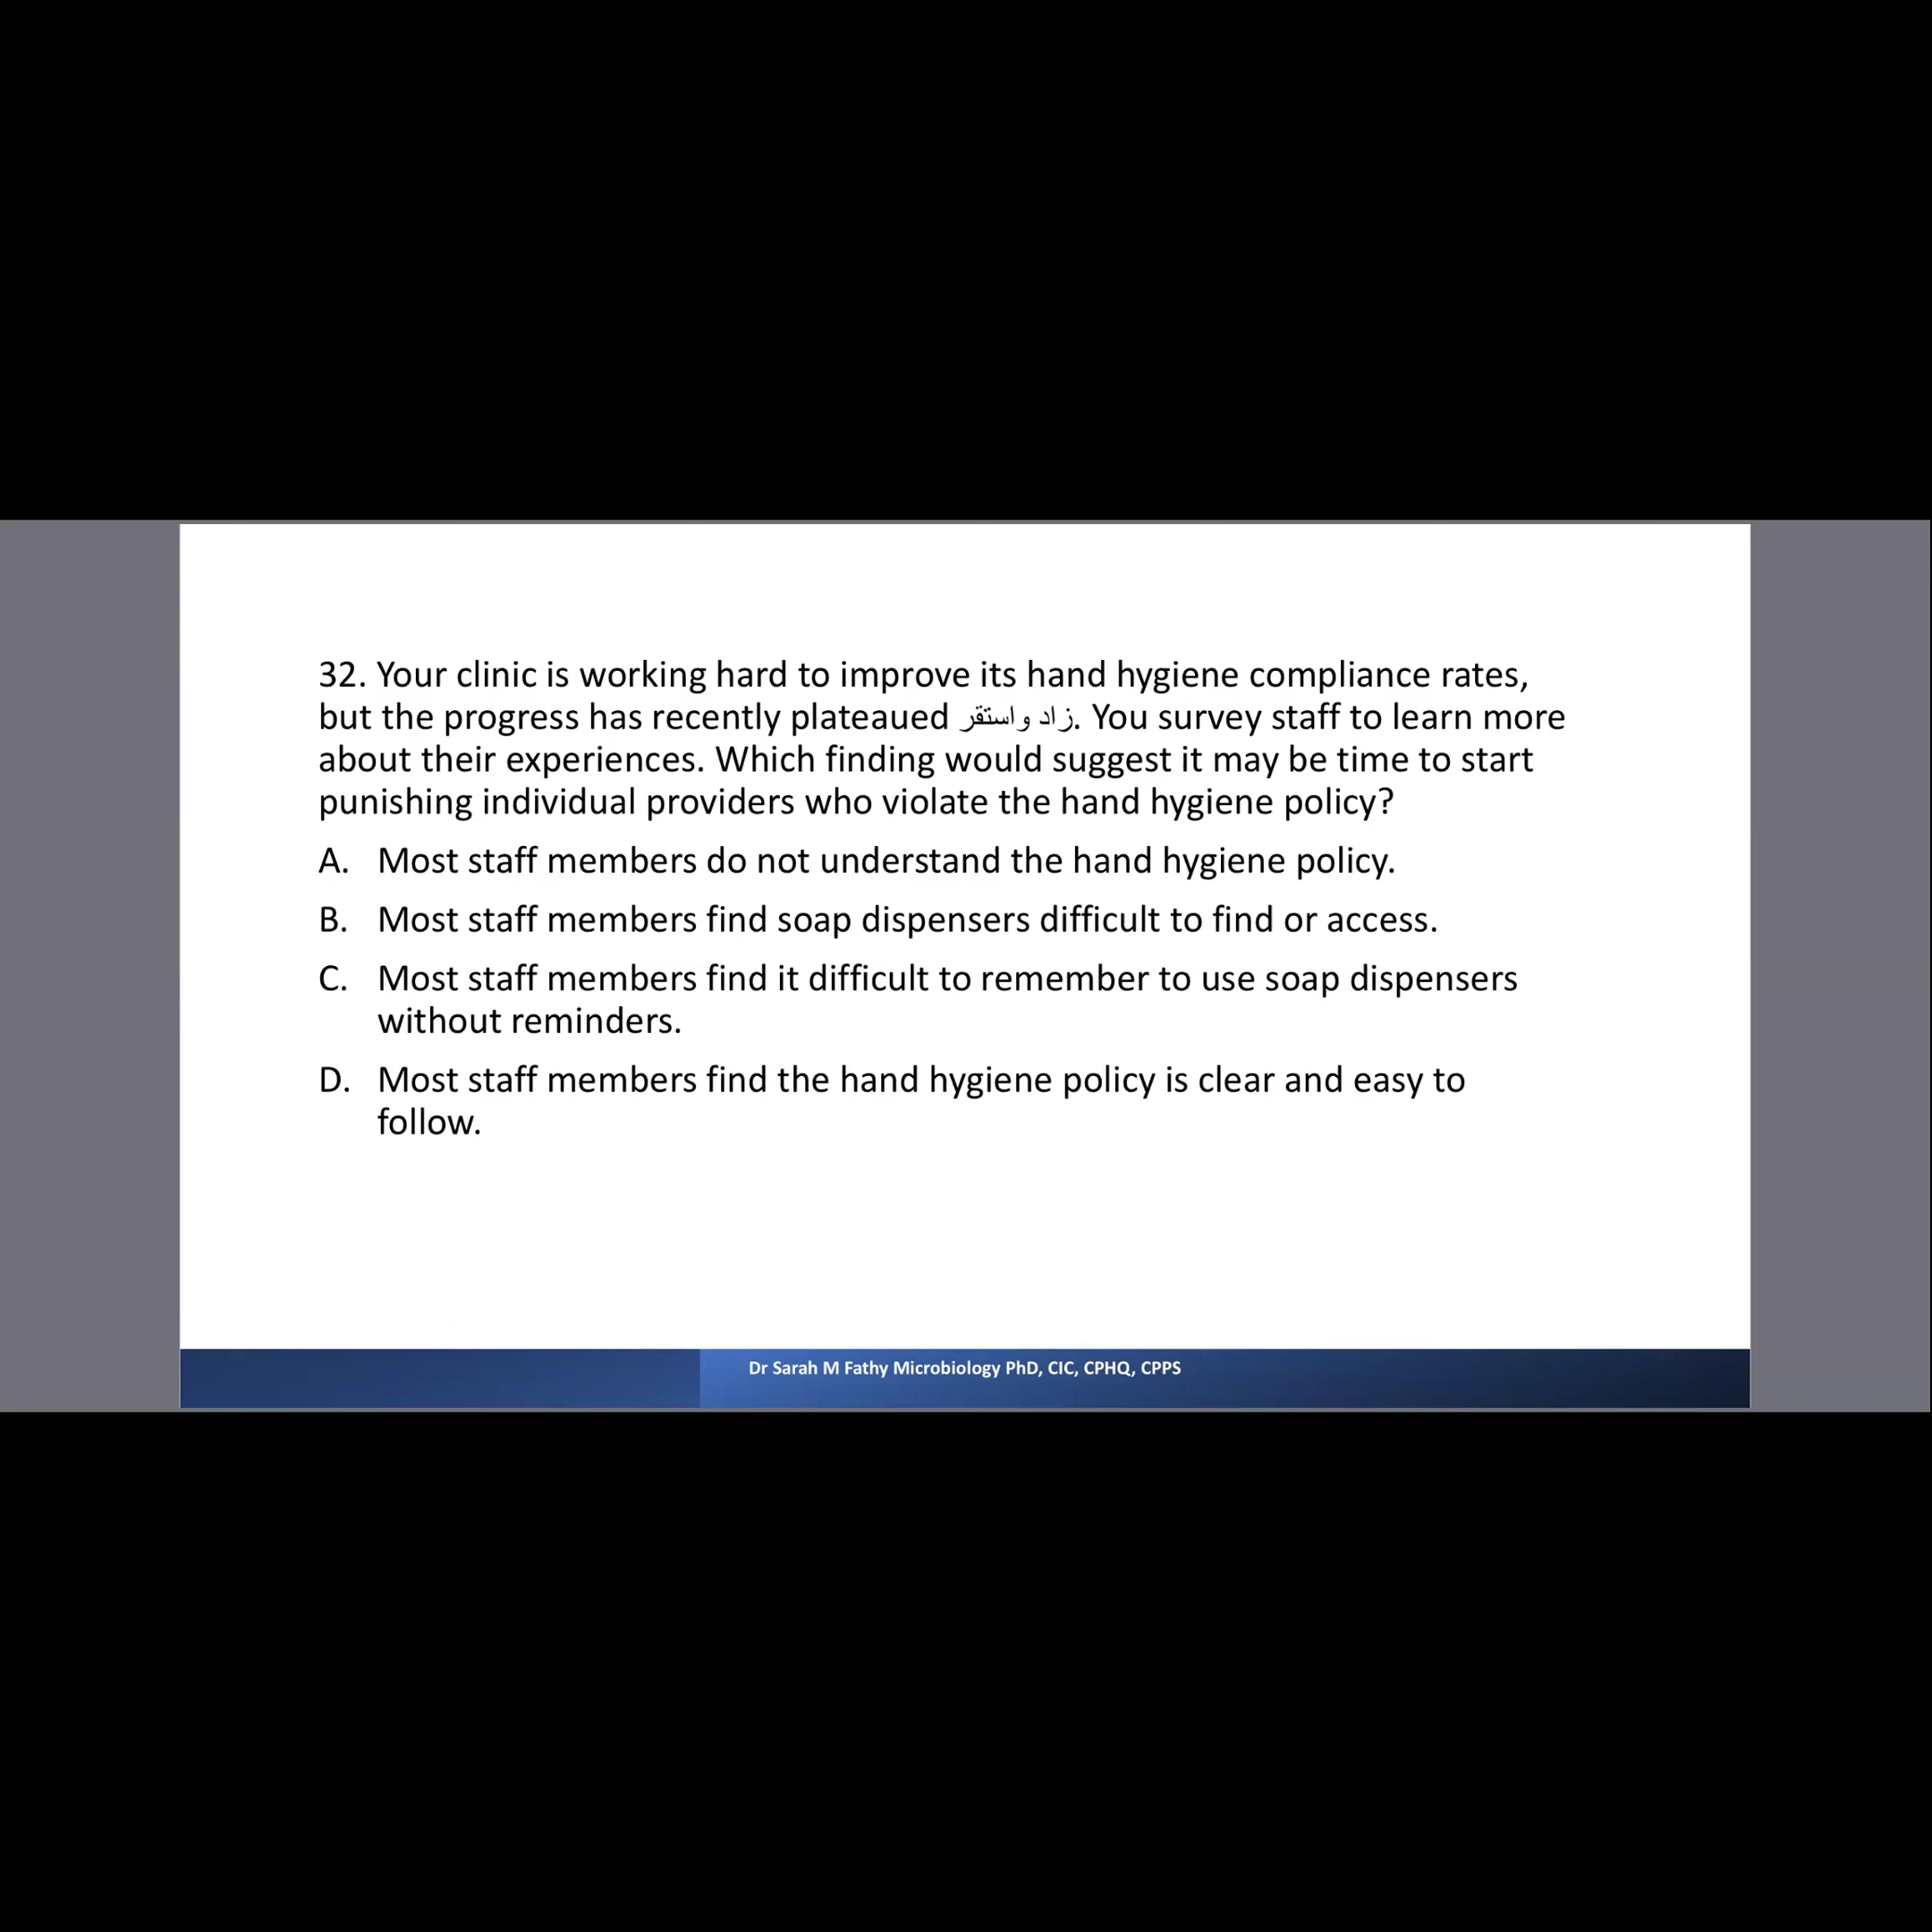 32. Your clinic is working hard to improve its hand hygiene compliance rates,
but the progress has recently plateaued زاد واستقر. You survey staff to learn more
about their experiences. Which finding would suggest it may be time to start
punishing individual providers who violate the hand hygiene policy?
A. Most staff members do not understand the hand hygiene policy.
B. Most staff members find soap dispensers difficult to find or access.
C. Most staff members find it difficult to remember to use soap dispensers
without reminders.
D. Most staff members find the hand hygiene policy is clear and easy to
follow.
Dr Sarah M Fathy Microbiology PhD, CIC, CPHQ, CPPS